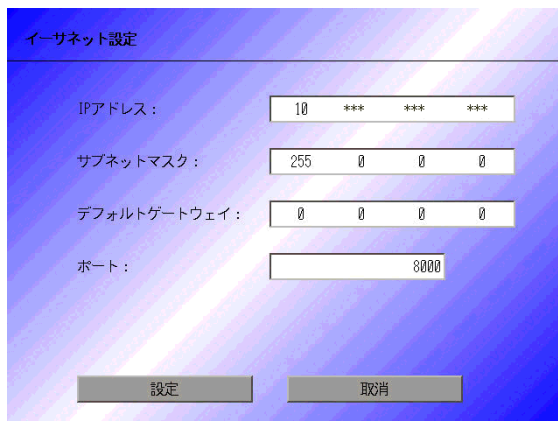 イーサネット設定
IPアドレス: 10 *** *** ***
サブネットマスク: 255 0 0 0
デフォルトゲートウェイ: 0 0 0 0
ポート: 8000
設定 取消